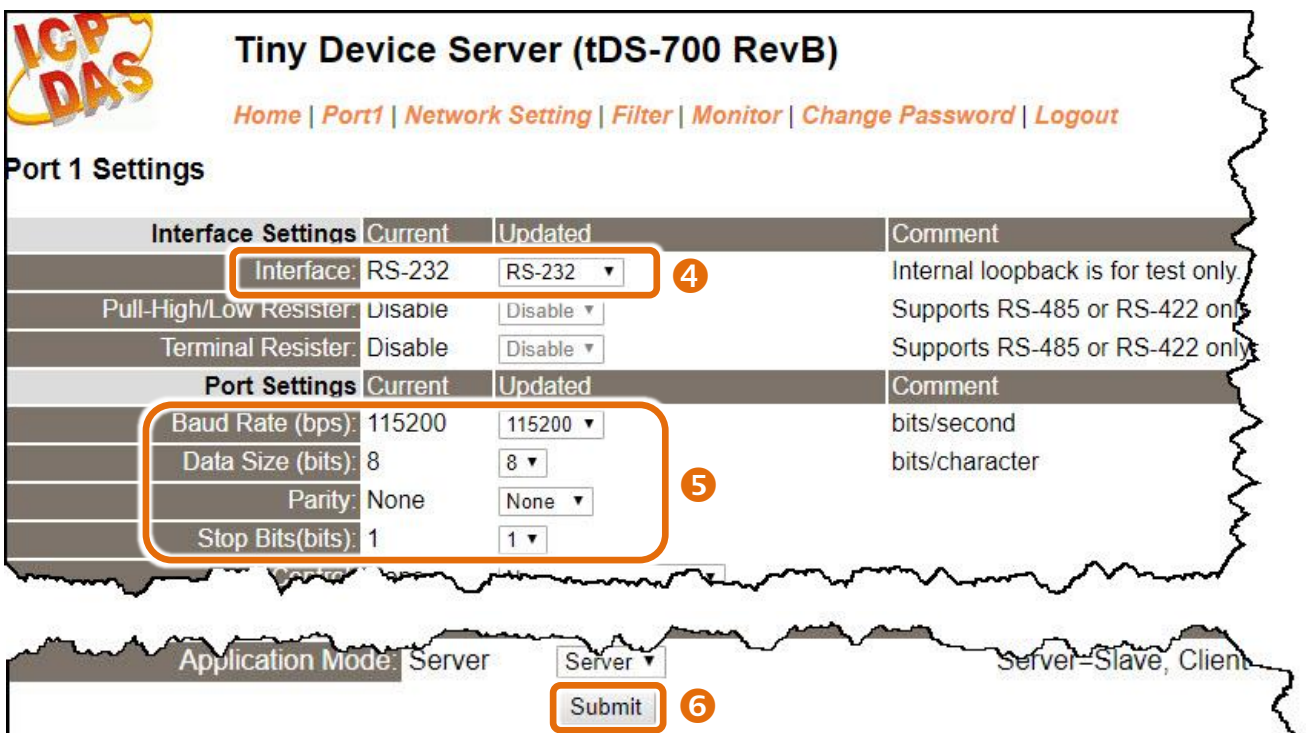 ICP DAS
Tiny Device Server (tDS-700 RevB)
Home | Port1 | Network Setting | Filter | Monitor | Change Password | Logout
Port 1 Settings
Interface Settings Current Updated Comment
Interface: RS-232 RS-232 ▼ 4 Internal loopback is for test only.
Pull-High/Low Resister: Disable Disable ▼ Supports RS-485 or RS-422 only
Terminal Resister: Disable Disable ▼ Supports RS-485 or RS-422 only
Port Settings Current Updated Comment
Baud Rate (bps): 115200 115200 ▼ bits/second
Data Size (bits): 8 8 ▼ bits/character
5
Parity: None None ▼
Stop Bits(bits): 1 1 ▼
Application Mode: Server Server ▼ Server=Slave, Client
Submit 6